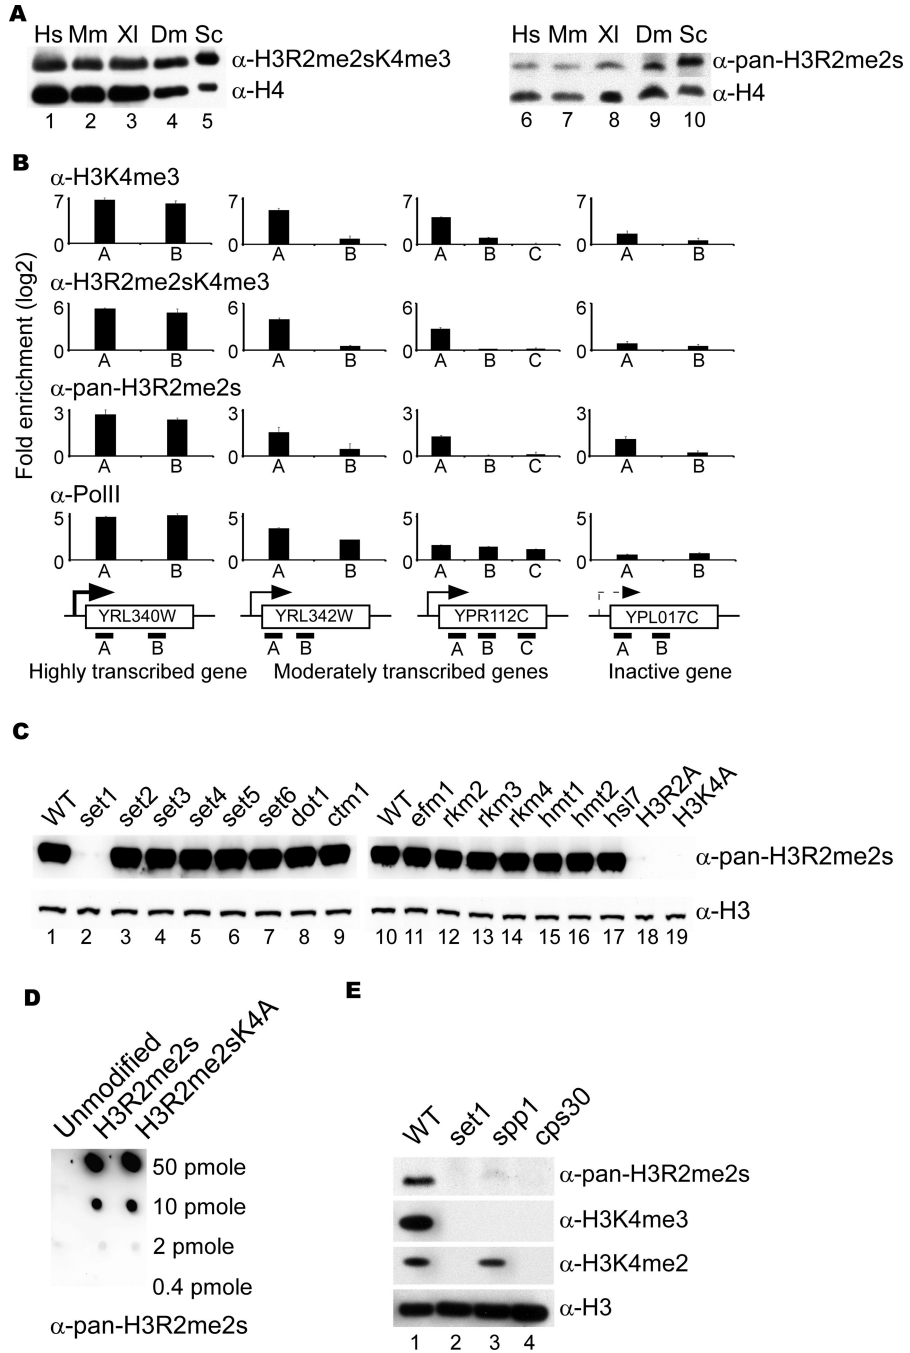 A
Hs Mm Xl Dm Sc
α-H3R2me2sK4me3
α-H4
1 2 3 4 5
Hs Mm Xl Dm Sc
α-pan-H3R2me2s
α-H4
6 7 8 9 10
B
Fold enrichment (log2)
α-H3K4me3
7 7 7 7
0 0 0 0
A B A B A B C A B
α-H3R2me2sK4me3
6 6 6 6
0 0 0 0
A B A B A B C A B
α-pan-H3R2me2s
3 3 3 3
0 0 0 0
A B A B A B C A B
α-PolII
5 5 5 5
0 0 0 0
A B A B A B C A B
YRL340W YRL342W YPR112C YPL017C
A B A B A B C A B
Highly transcribed gene Moderately transcribed genes Inactive gene
C
WT set1 set2 set3 set4 set5 set6 dot1 ctm1 WT efm1 rkm2 rkm3 rkm4 hmt1 hmt2 hsl7 H3R2A H3K4A
α-pan-H3R2me2s
α-H3
1 2 3 4 5 6 7 8 9 10 11 12 13 14 15 16 17 18 19
D
Unmodified
H3R2me2s
H3R2me2sK4A
50 pmole
10 pmole
2 pmole
0.4 pmole
α-pan-H3R2me2s
E
WT set1 spp1 cps30
α-pan-H3R2me2s
α-H3K4me3
α-H3K4me2
α-H3
1 2 3 4